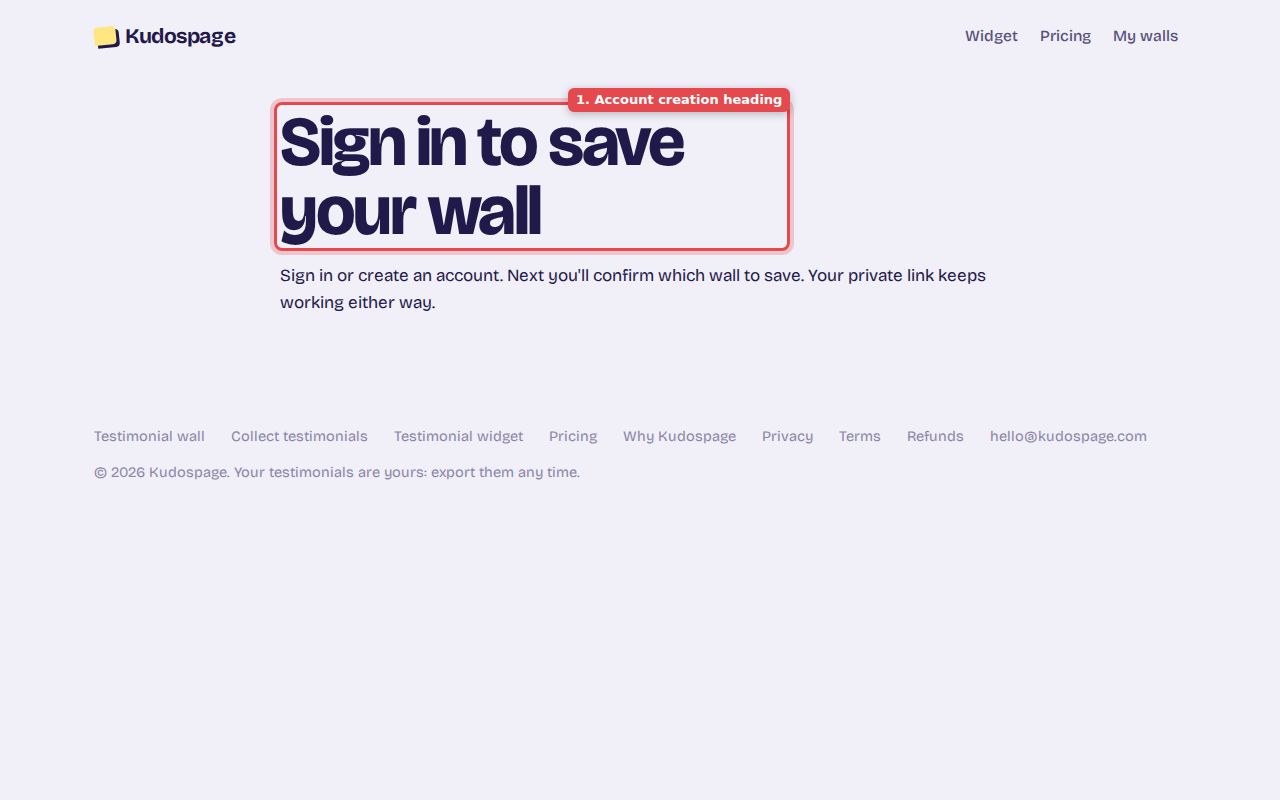 Kudospage
Widget
Pricing
My walls
1. Account creation heading
Sign in to save
your wall
Sign in or create an account. Next you'll confirm which wall to save. Your private link keeps
working either way.
Testimonial wall
Collect testimonials
Testimonial widget
Pricing
Why Kudospage
Privacy
Terms
Refunds
hello@kudospage.com
© 2026 Kudospage. Your testimonials are yours: export them any time.